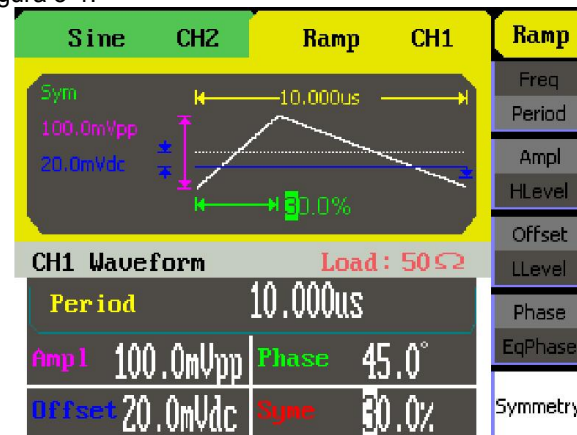 Sine CH2 Ramp CH1 Ramp
Sym
10.000us
100.0mVpp
20.0mVdc
30.0%
Freq
Period
Ampl
HLevel
Offset
LLevel
Phase
EqPhase
Symmetry
CH1 Waveform Load: 50Ω
Period 10.000us
Ampl 100.0mVpp Phase 45.0°
Offset 20.0mVdc Syme 30.0%